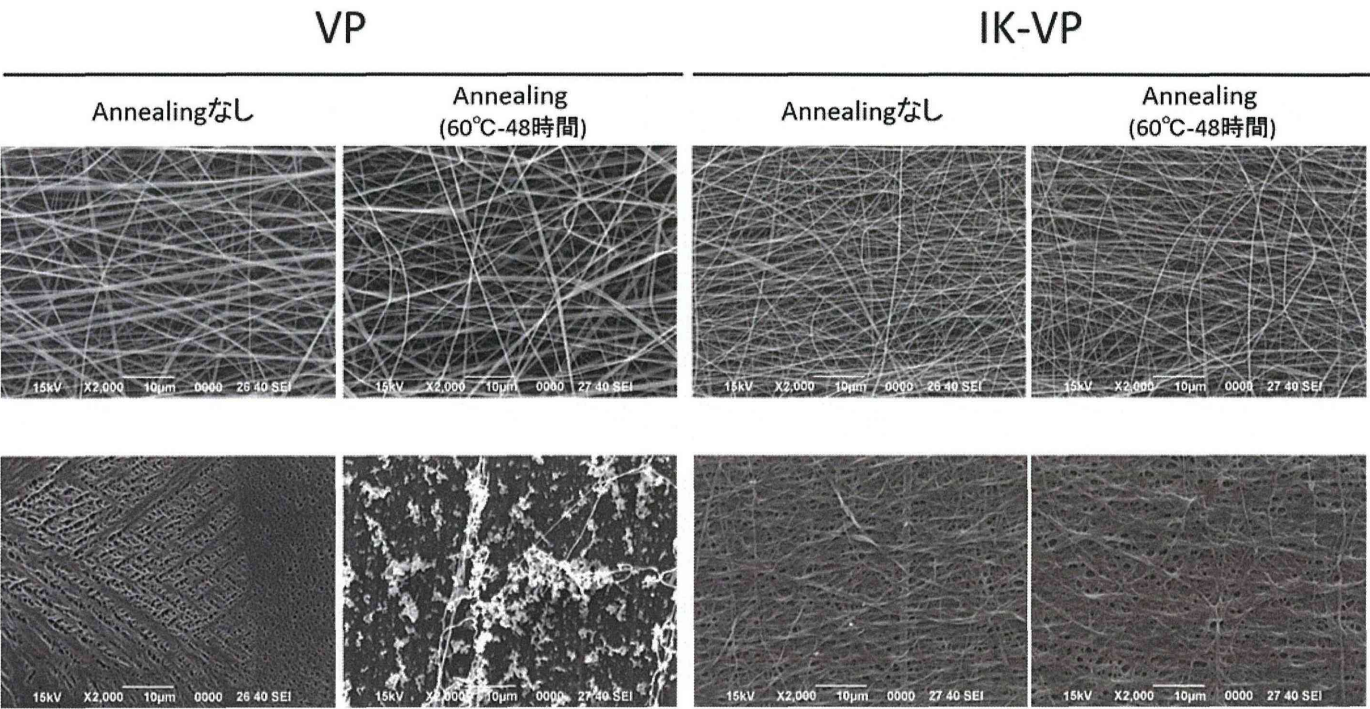 VP
IK-VP
Annealingなし
Annealing
(60℃-48時間)
Annealingなし
Annealing
(60℃-48時間)
15kV X2,000 10μm 0000 26 40 SEI
15kV X2,000 10μm 0000 27 40 SEI
15kV X2,000 10μm 0000 26 40 SEI
15kV X2,000 10μm 0000 27 40 SEI
15kV X2,000 10μm 0000 26 40 SEI
15kV X2,000 10μm 0000 27 40 SEI
15kV X2,000 10μm 0000 27 40 SEI
15kV X2,000 10μm 0000 27 40 SEI